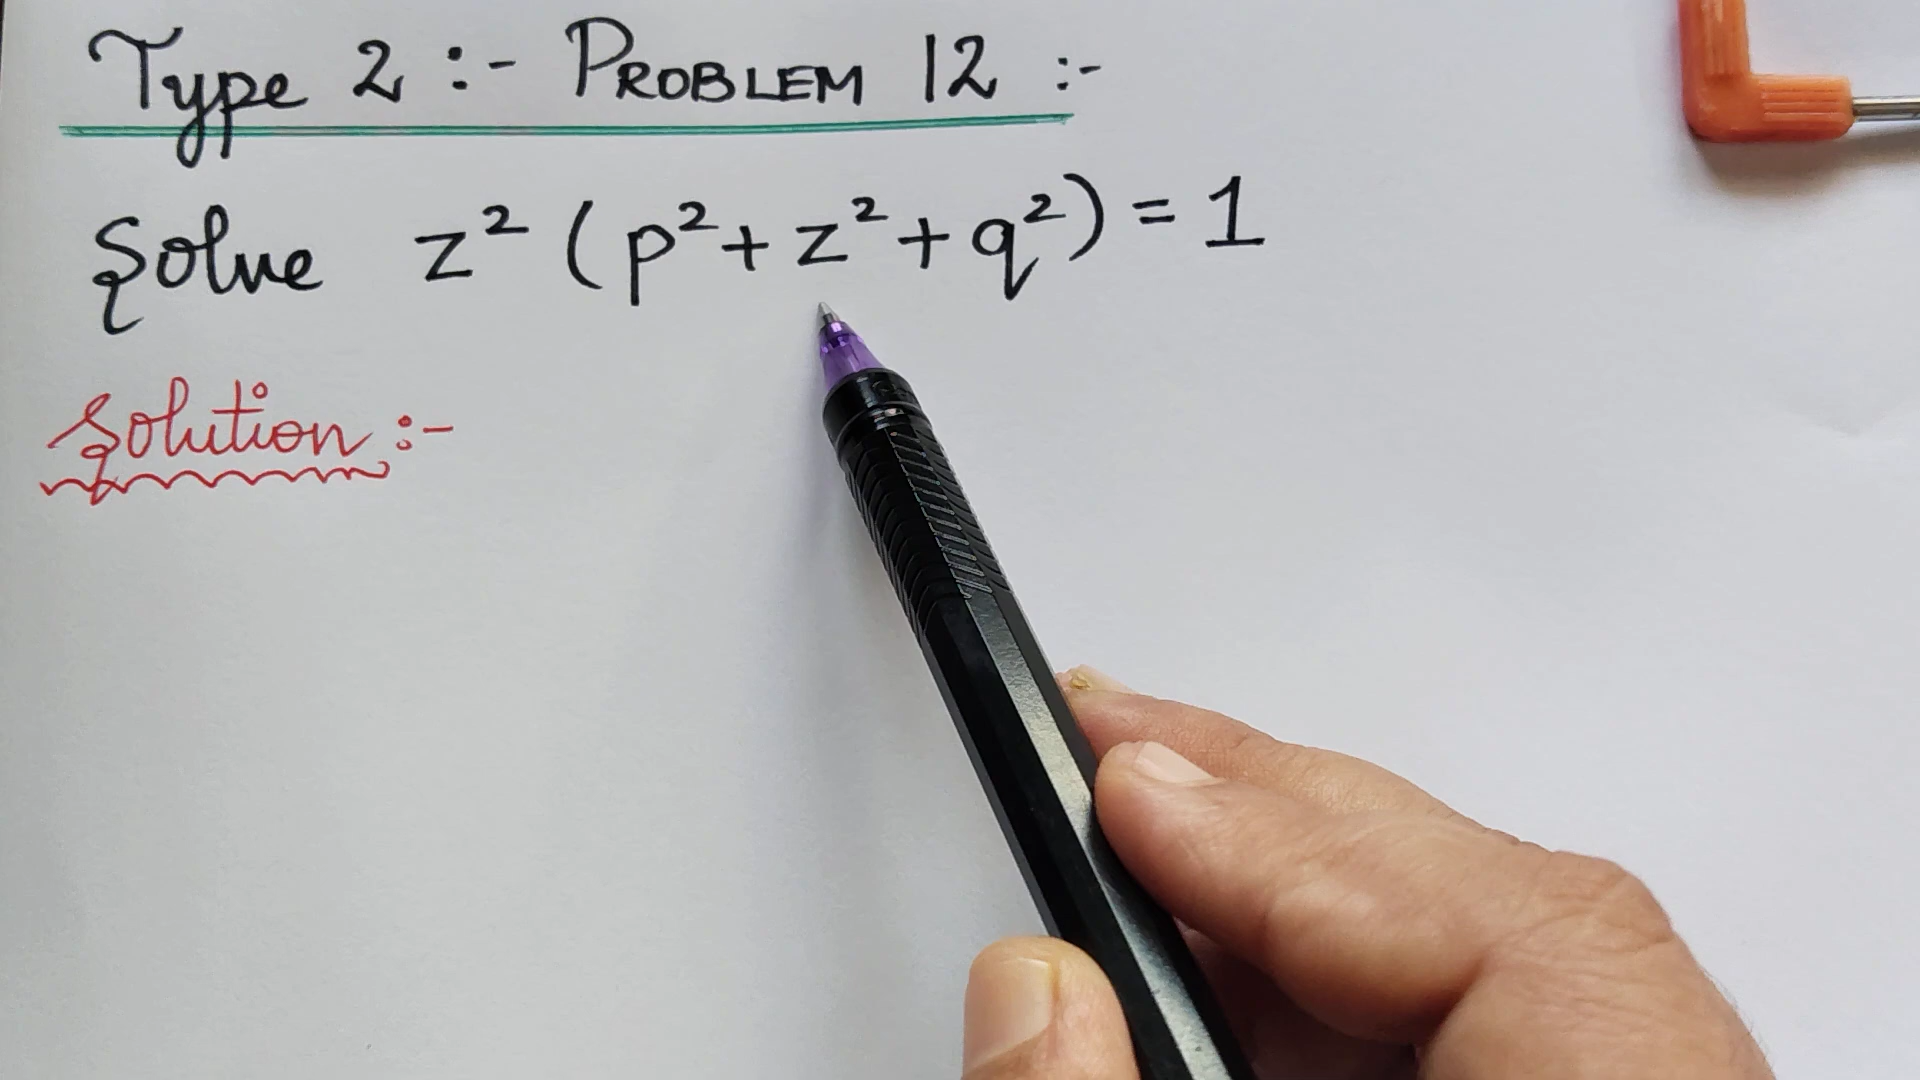 Type 2 :- PROBLEM 12 :-
Solve z² (p² + z² + q²) = 1
Solution :-